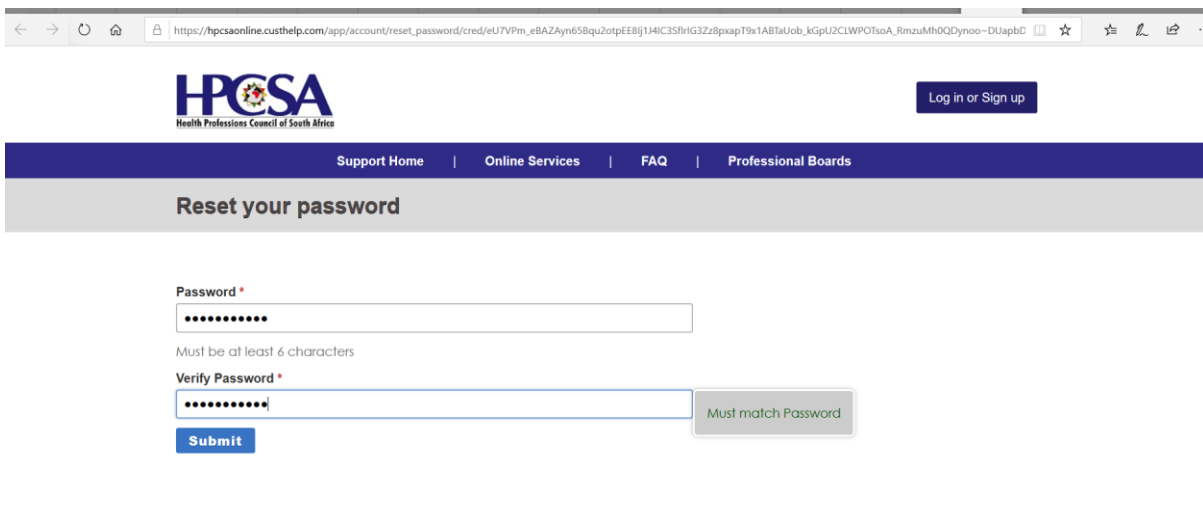 https://hpcsaonline.custhelp.com/app/account/reset_password/cred/
HPCSA
Health Professions Council of South Africa
Log in or Sign up
Support Home | Online Services | FAQ | Professional Boards
Reset your password
Password *
•••••••••••
Must be at least 6 characters
Verify Password *
•••••••••••
Must match Password
Submit